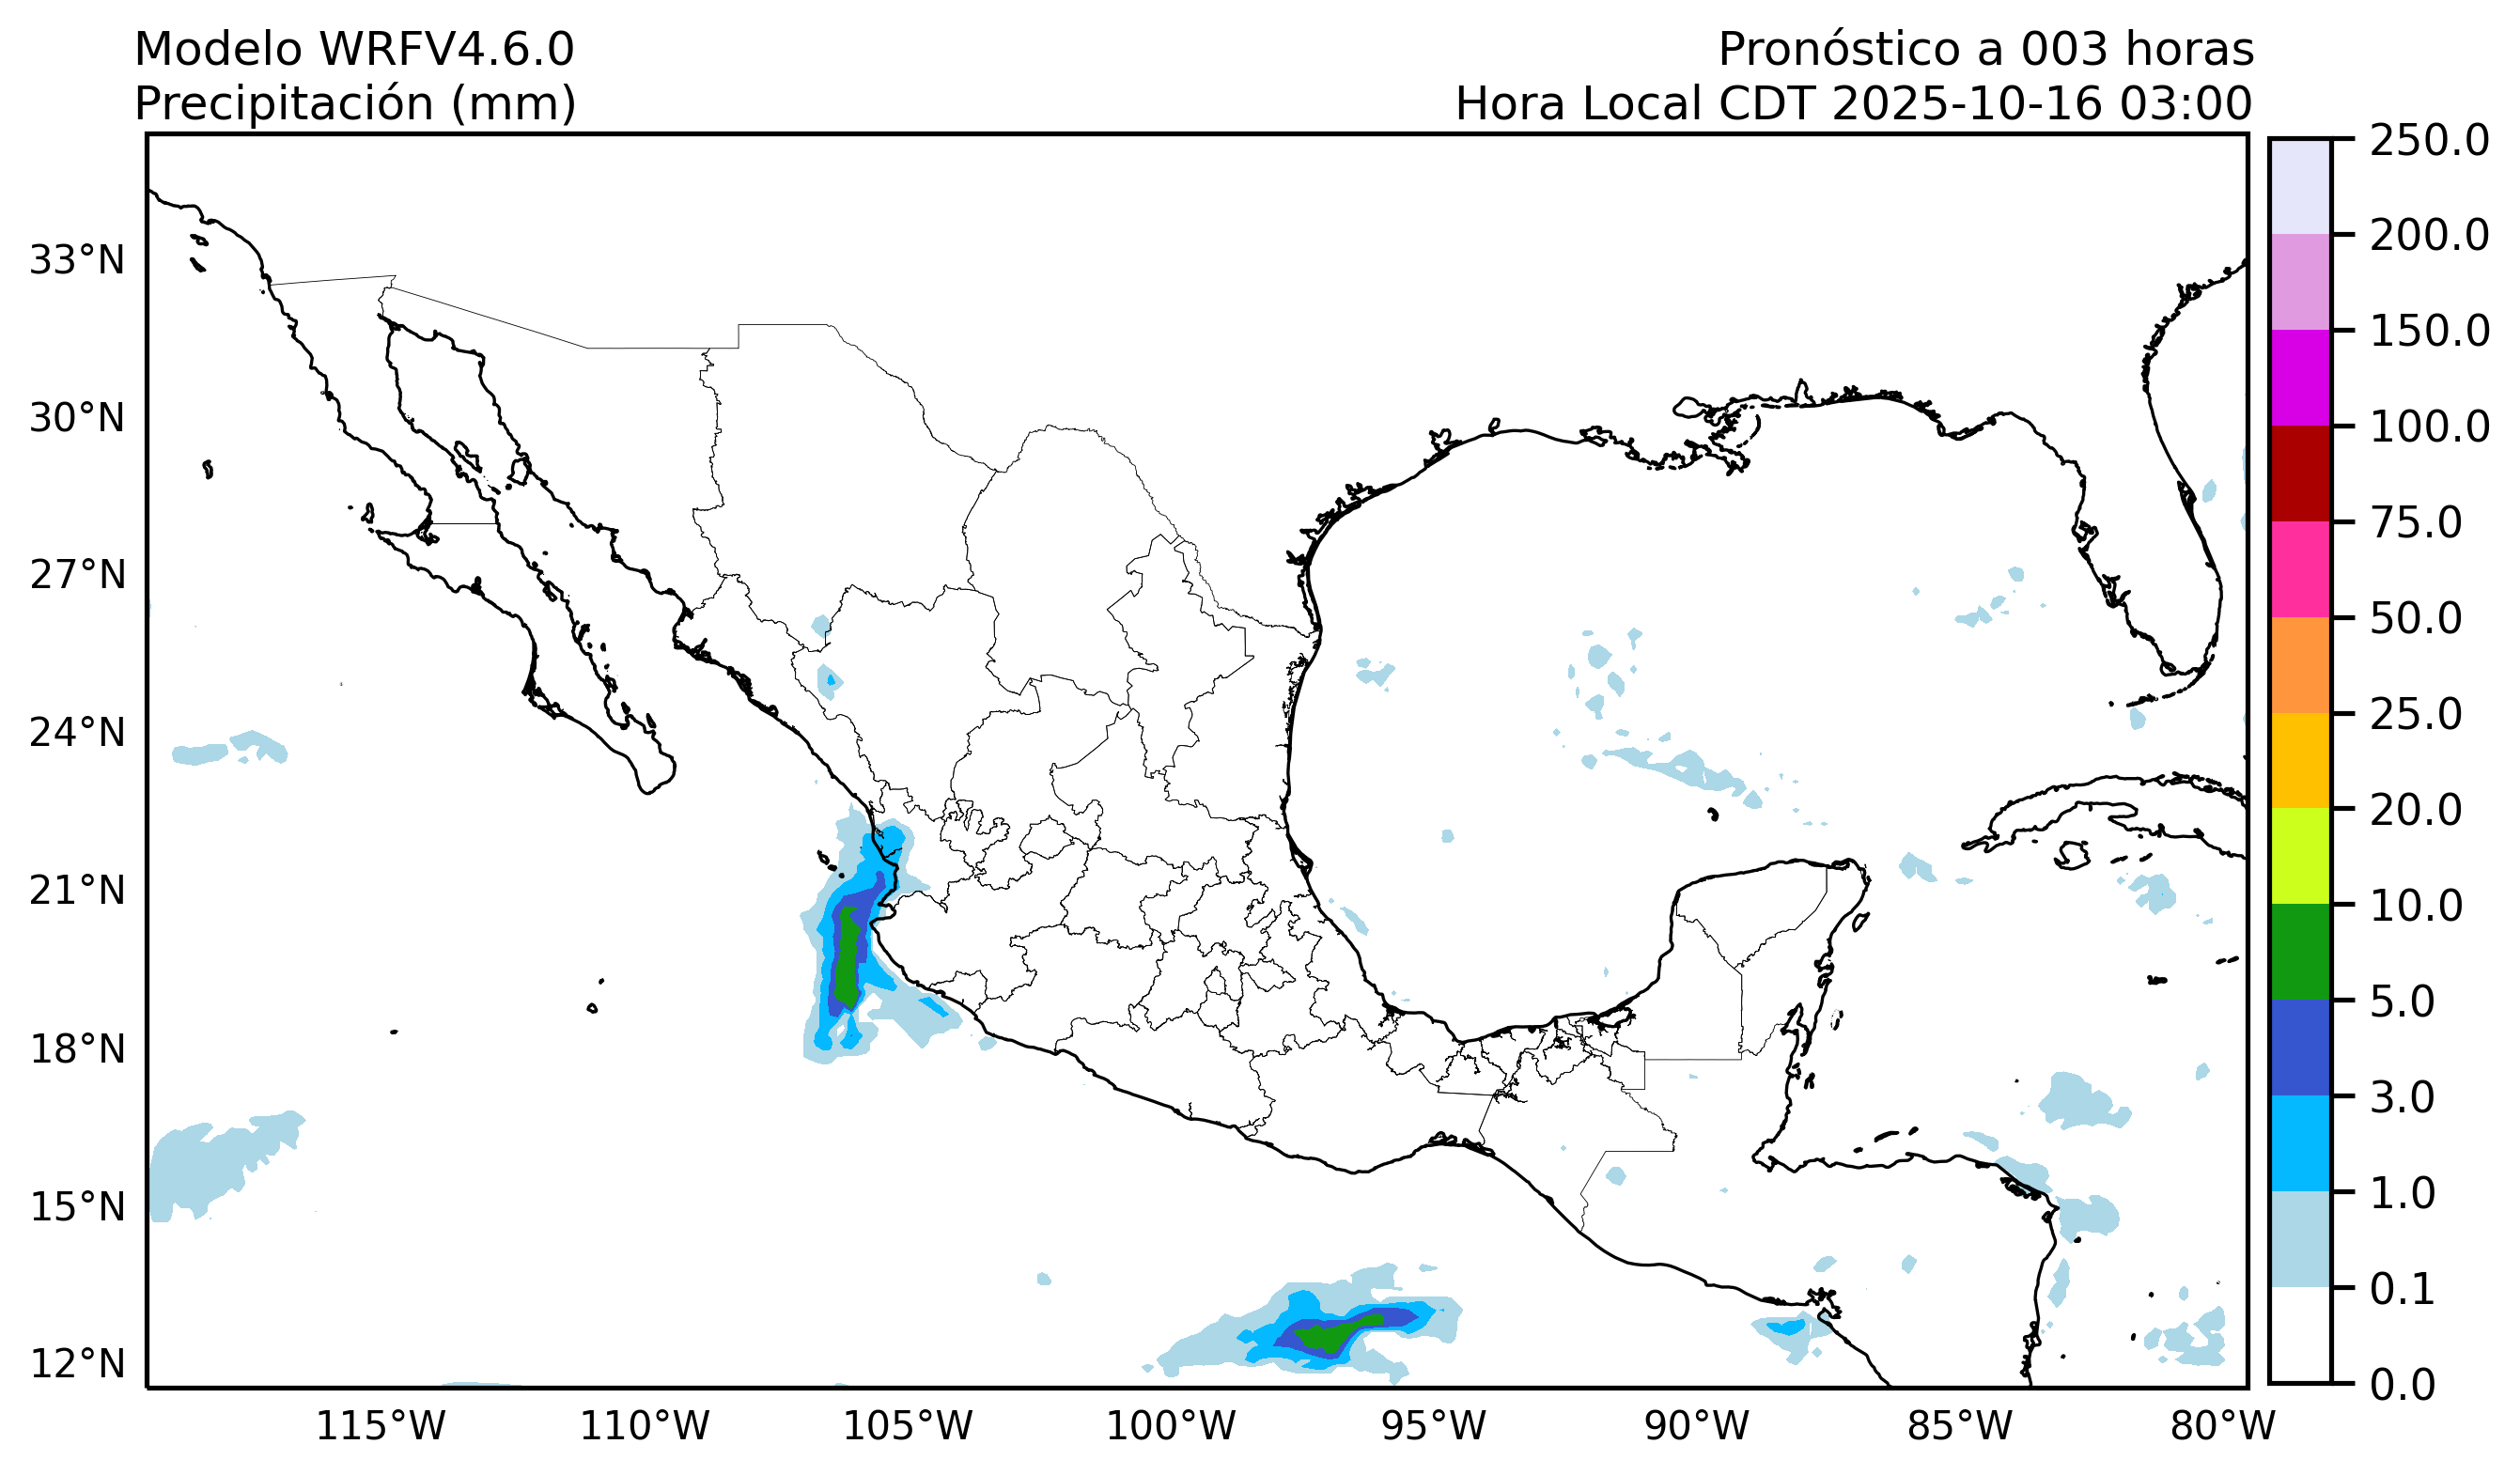 Modelo WRFV4.6.0
Precipitación (mm)
Pronóstico a 003 horas
Hora Local CDT 2025-10-16 03:00
33°N
30°N
27°N
24°N
21°N
18°N
15°N
12°N
115°W
110°W
105°W
100°W
95°W
90°W
85°W
80°W
250.0
200.0
150.0
100.0
75.0
50.0
25.0
20.0
10.0
5.0
3.0
1.0
0.1
0.0